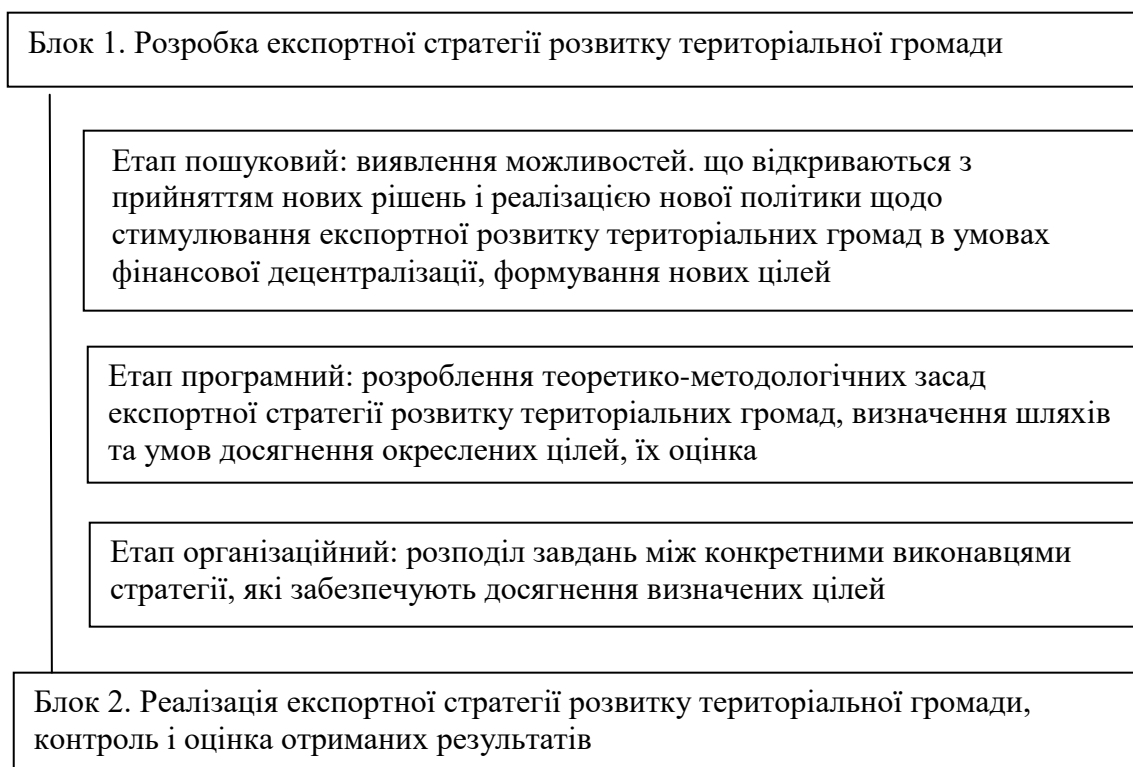 Блок 1. Розробка експортної стратегії розвитку територіальної громади
Етап пошуковий: виявлення можливостей. що відкриваються з
прийняттям нових рішень і реалізацією нової політики щодо
стимулювання експортної розвитку територіальних громад в умовах
фінансової децентралізації, формування нових цілей
Етап програмний: розроблення теоретико-методологічних засад
експортної стратегії розвитку територіальних громад, визначення шляхів
та умов досягнення окреслених цілей, їх оцінка
Етап організаційний: розподіл завдань між конкретними виконавцями
стратегії, які забезпечують досягнення визначених цілей
Блок 2. Реалізація експортної стратегії розвитку територіальної громади,
контроль і оцінка отриманих результатів